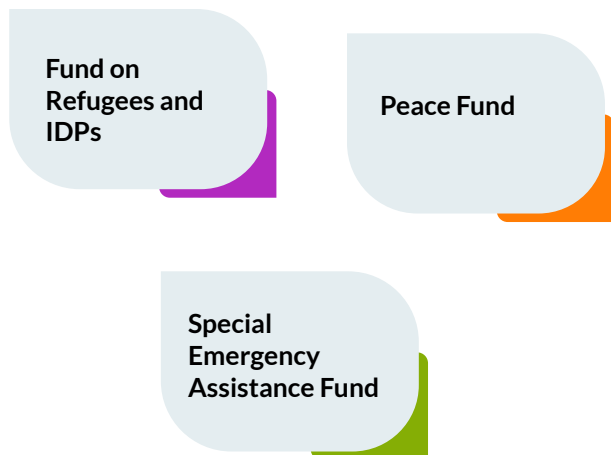 Fund on
Refugees and
IDPs
Peace Fund
Special
Emergency
Assistance Fund